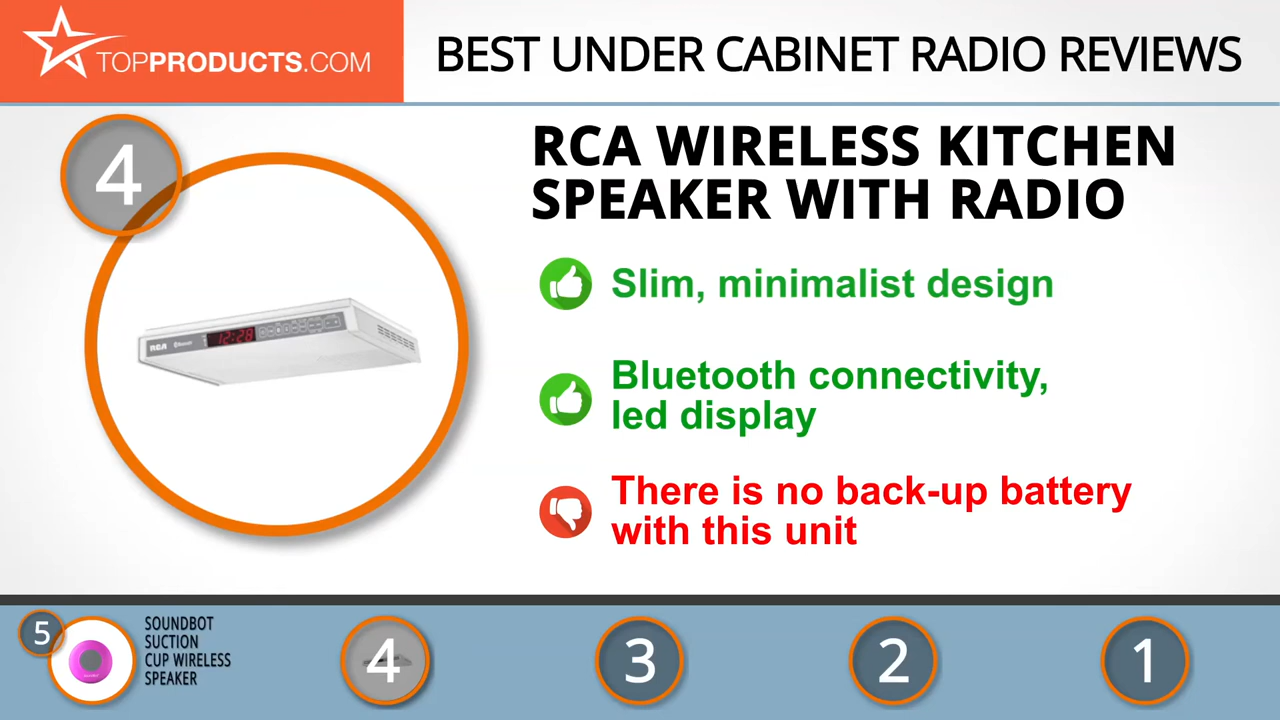 TOPPRODUCTS.COM
BEST UNDER CABINET RADIO REVIEWS
4
RCA WIRELESS KITCHEN
SPEAKER WITH RADIO
Slim, minimalist design
RCA Bluetooth 12:28
Bluetooth connectivity,
led display
There is no back-up battery
with this unit
5
SOUNDBOT
SUCTION
CUP WIRELESS
SPEAKER
4
3
2
1